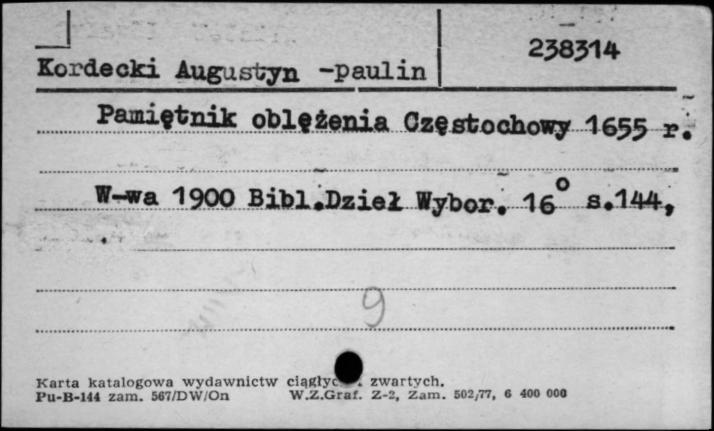 238314
Kordecki Augustyn -paulin
Pamiętnik oblężenia Częstochowy 1655 r.
W-wa 1900 Bibl.Dzieł Wybor. 16° s.144,
9
Karta katalogowa wydawnictw zwartych.
Pu-B-144 zam. 567/DW/On W.Z.Graf. Z-2, Zam. 502/77, 6 400 000